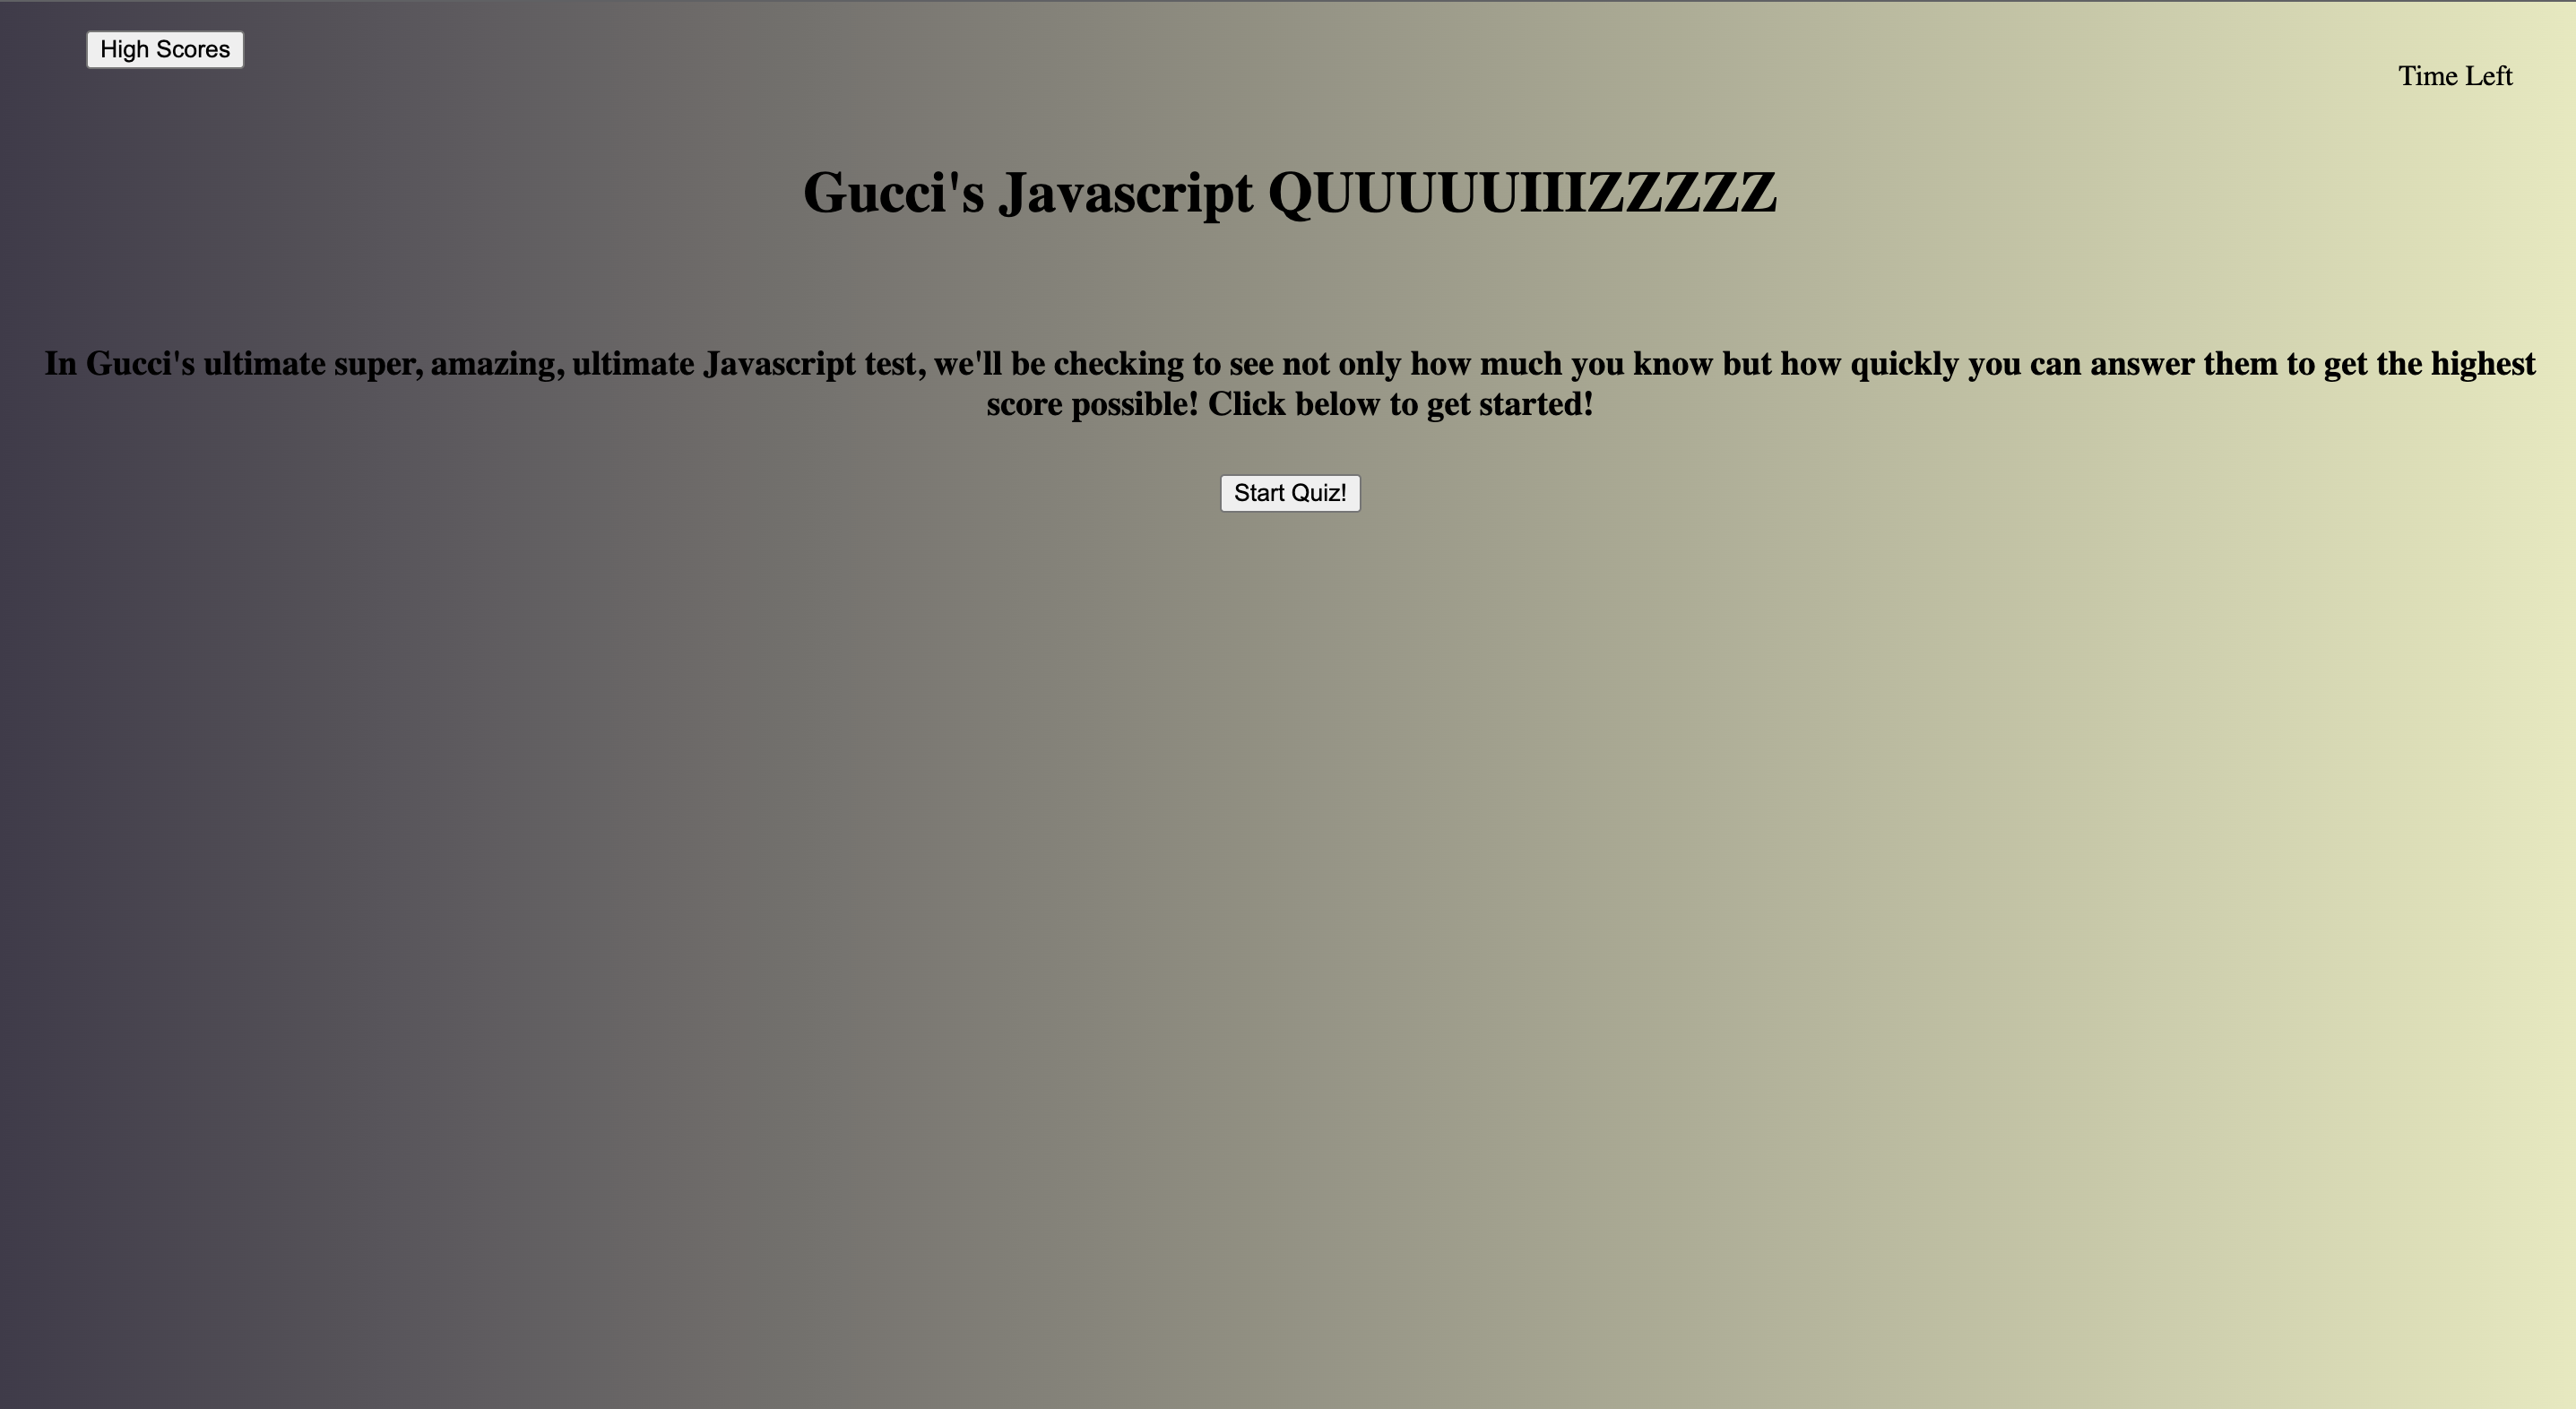 High Scores
Time Left
Gucci's Javascript QUUUUUIIIZZZZZ
In Gucci's ultimate super, amazing, ultimate Javascript test, we'll be checking to see not only how much you know but how quickly you can answer them to get the highest
score possible! Click below to get started!
Start Quiz!